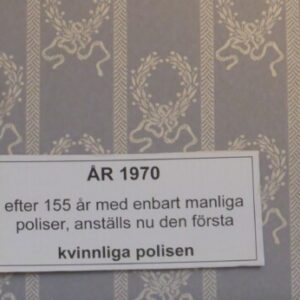 ÅR 1970
efter 155 år med enbart manliga
poliser, anställs nu den första
kvinnliga polisen